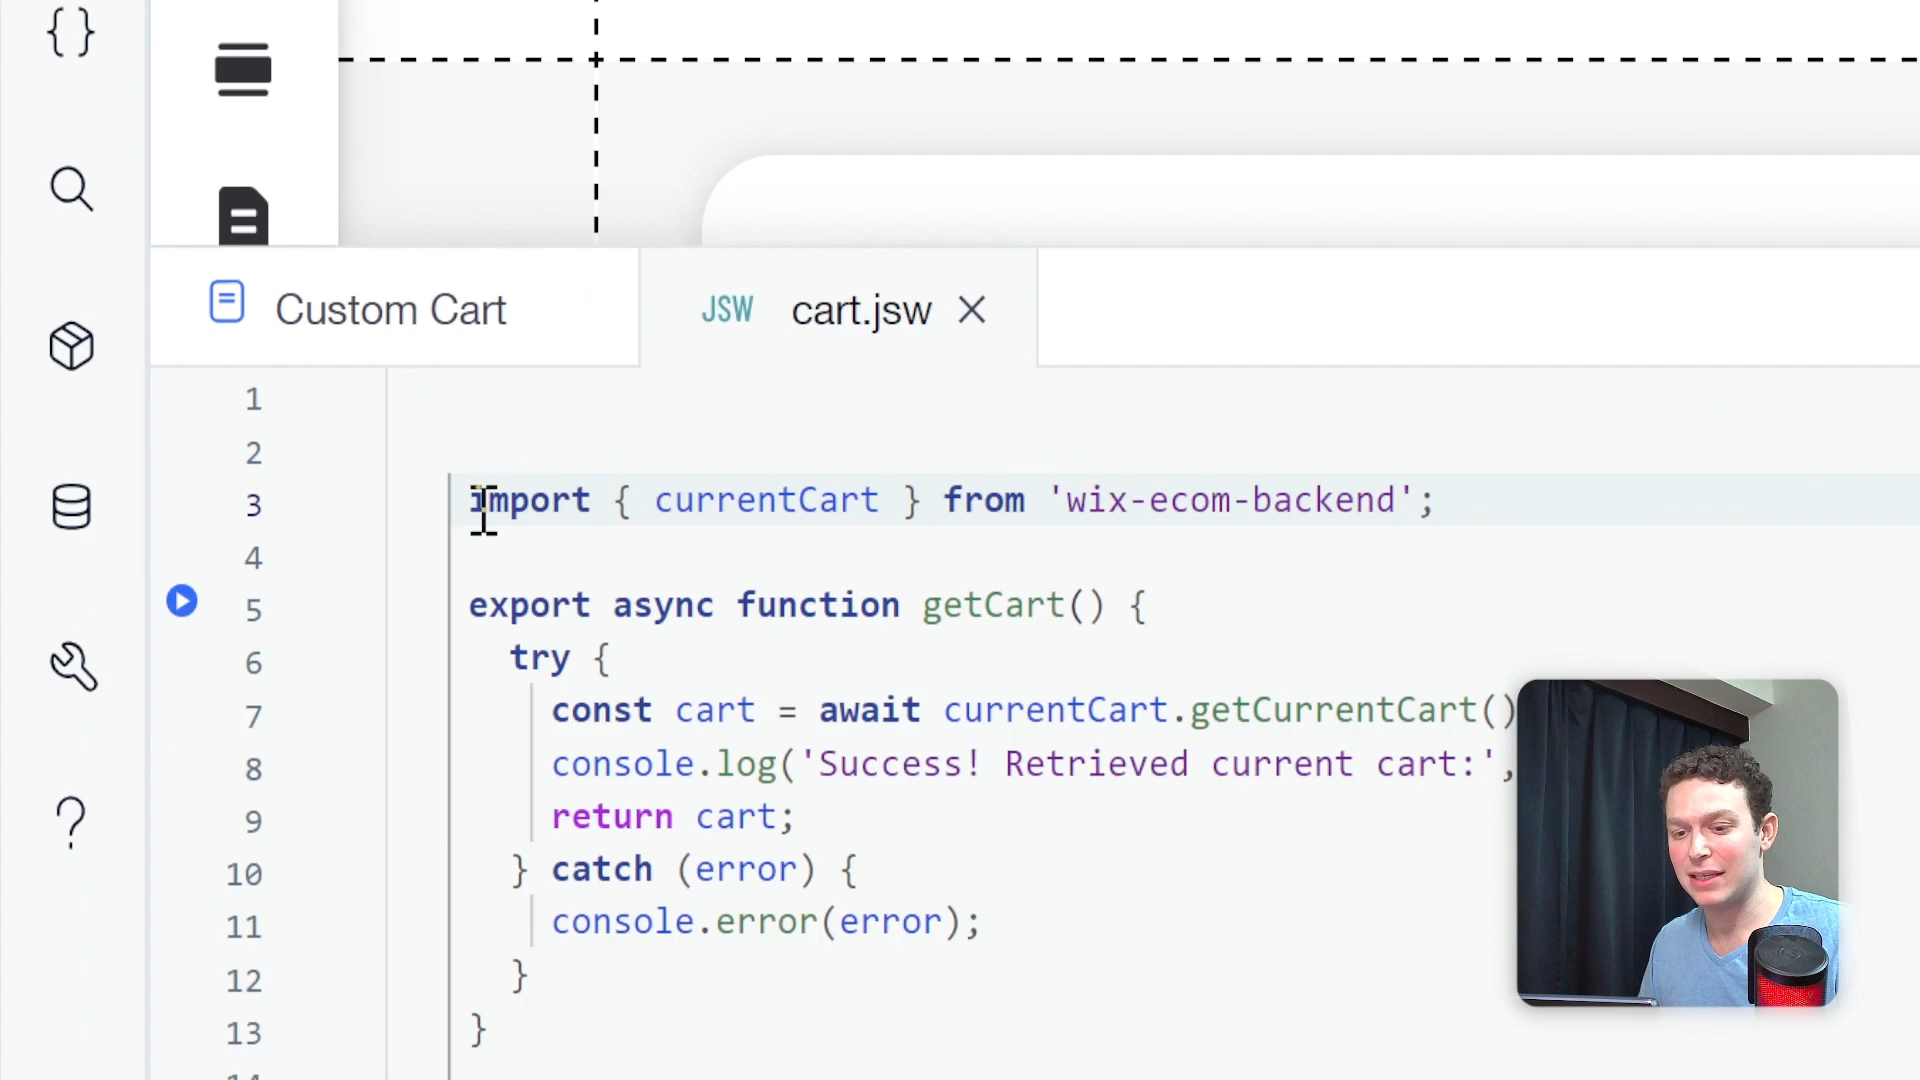 Custom Cart
JSW cart.jsw
1
2
3 import { currentCart } from 'wix-ecom-backend';
4
5 export async function getCart() {
6 try {
7 const cart = await currentCart.getCurrentCart()
8 console.log('Success! Retrieved current cart:',
9 return cart;
10 } catch (error) {
11 console.error(error);
12 }
13 }